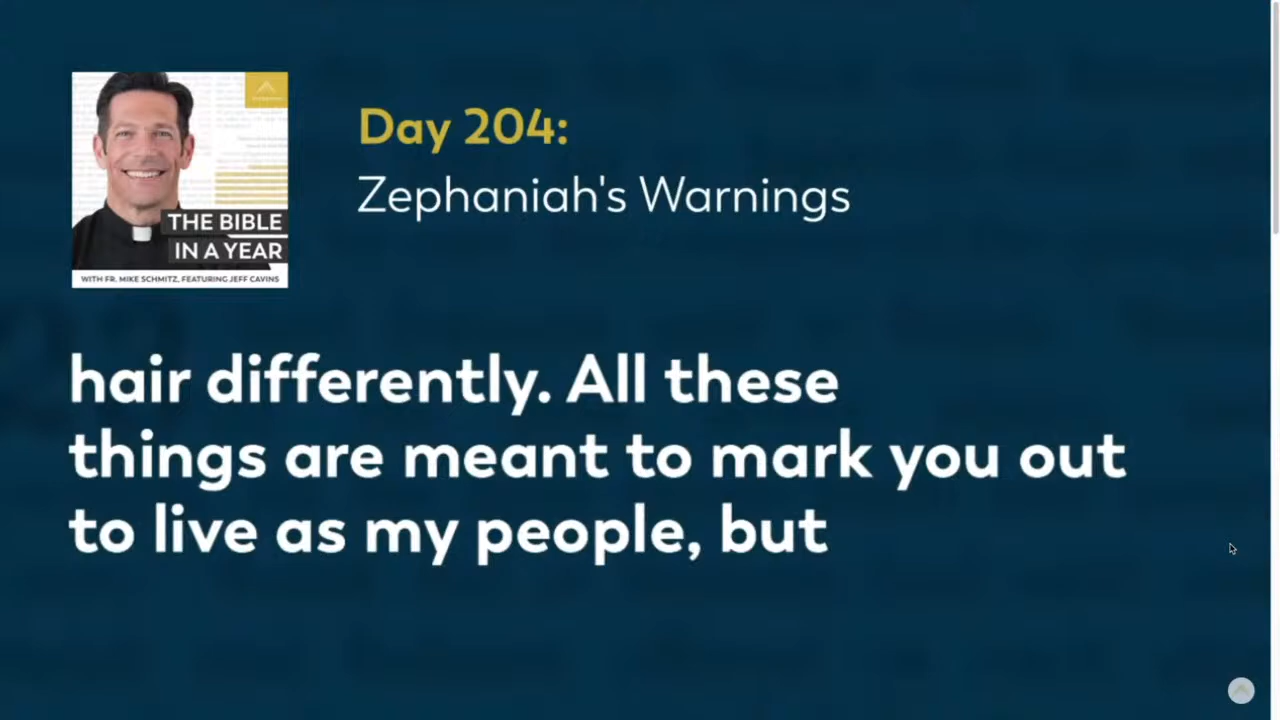 Day 204:
Zephaniah's Warnings
THE BIBLE
IN A YEAR
WITH FR. MIKE SCHMITZ, FEATURING JEFF CAVINS
hair differently. All these
things are meant to mark you out
to live as my people, but